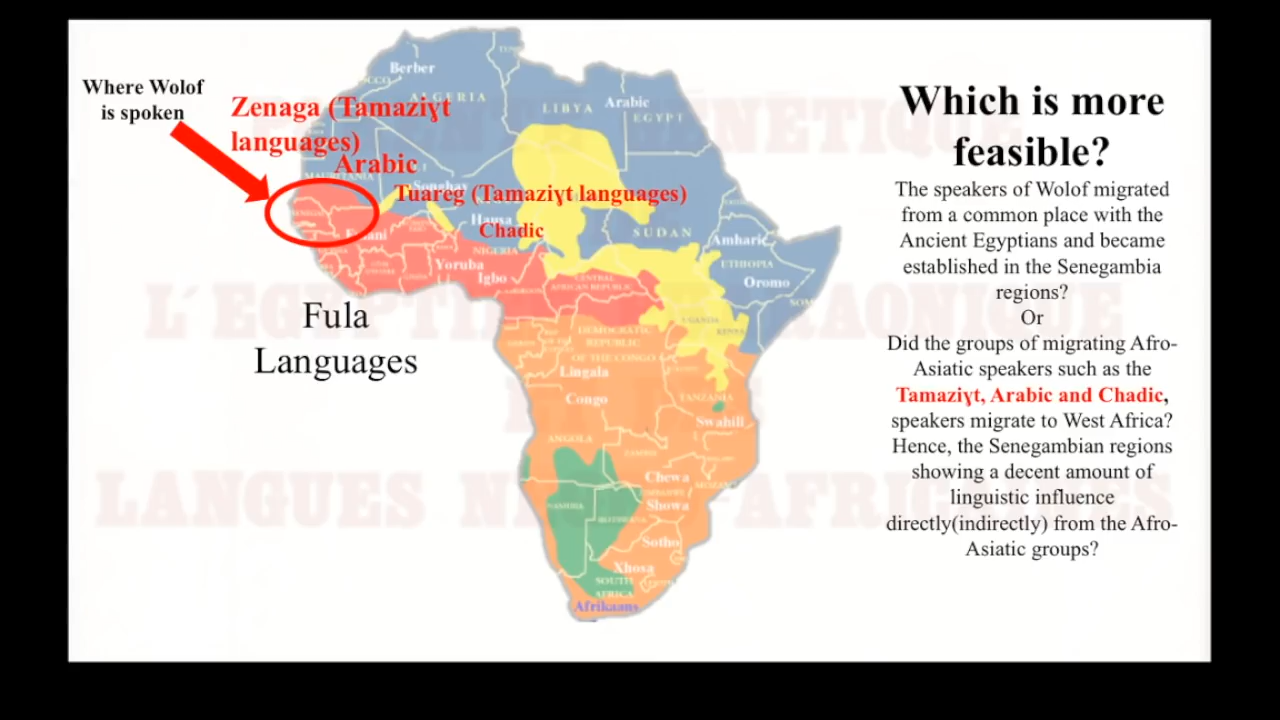 Where Wolof
is spoken
Zenaga (Tamaziɣt
languages)
Arabic
Tuareg (Tamaziɣt languages)
Chadic
Fula
Languages
Berber
ALGERIA
LIBYA
Arabic
EGYPT
MAURITANIA
Songhay
Hausa
NIGERIA
SUDAN
Amharic
ETHIOPIA
Oromo
Yoruba
Igbo
CENTRAL
AFRICAN REPUBLIC
UGANDA
KENYA
DEMOCRATIC
REPUBLIC
OF THE CONGO
Lingala
Congo
TANZANIA
Swahili
ANGOLA
Chewa
Showa
Sotho
Xhosa
SOUTH
AFRICA
Afrikaans
Which is more
feasible?
The speakers of Wolof migrated
from a common place with the
Ancient Egyptians and became
established in the Senegambia
regions?
Or
Did the groups of migrating Afro-
Asiatic speakers such as the
Tamaziɣt, Arabic and Chadic,
speakers migrate to West Africa?
Hence, the Senegambian regions
showing a decent amount of
linguistic influence
directly(indirectly) from the Afro-
Asiatic groups?